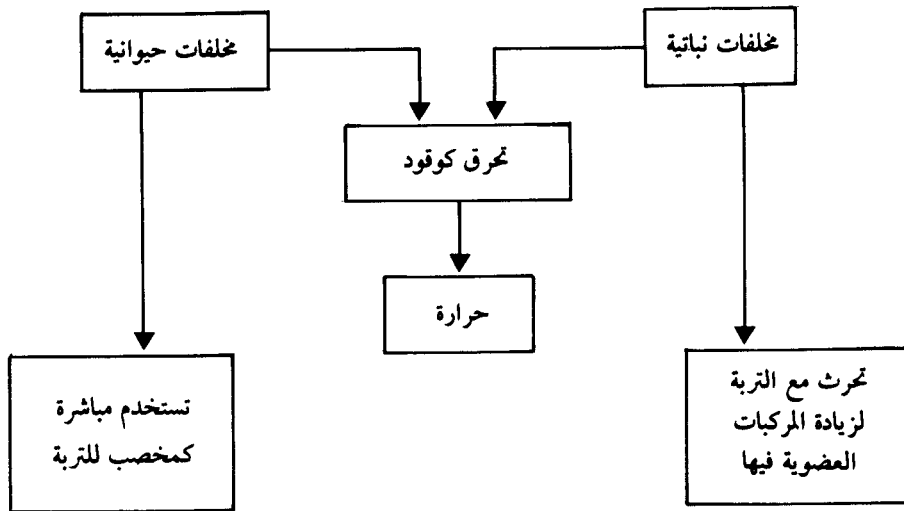 مخلفات نباتية
مخلفات حيوانية
تحرق كوقود
حرارة
تحرث مع التربة
لزيادة المركبات
العضوية فيها
تستخدم مباشرة
كمخصب للتربة